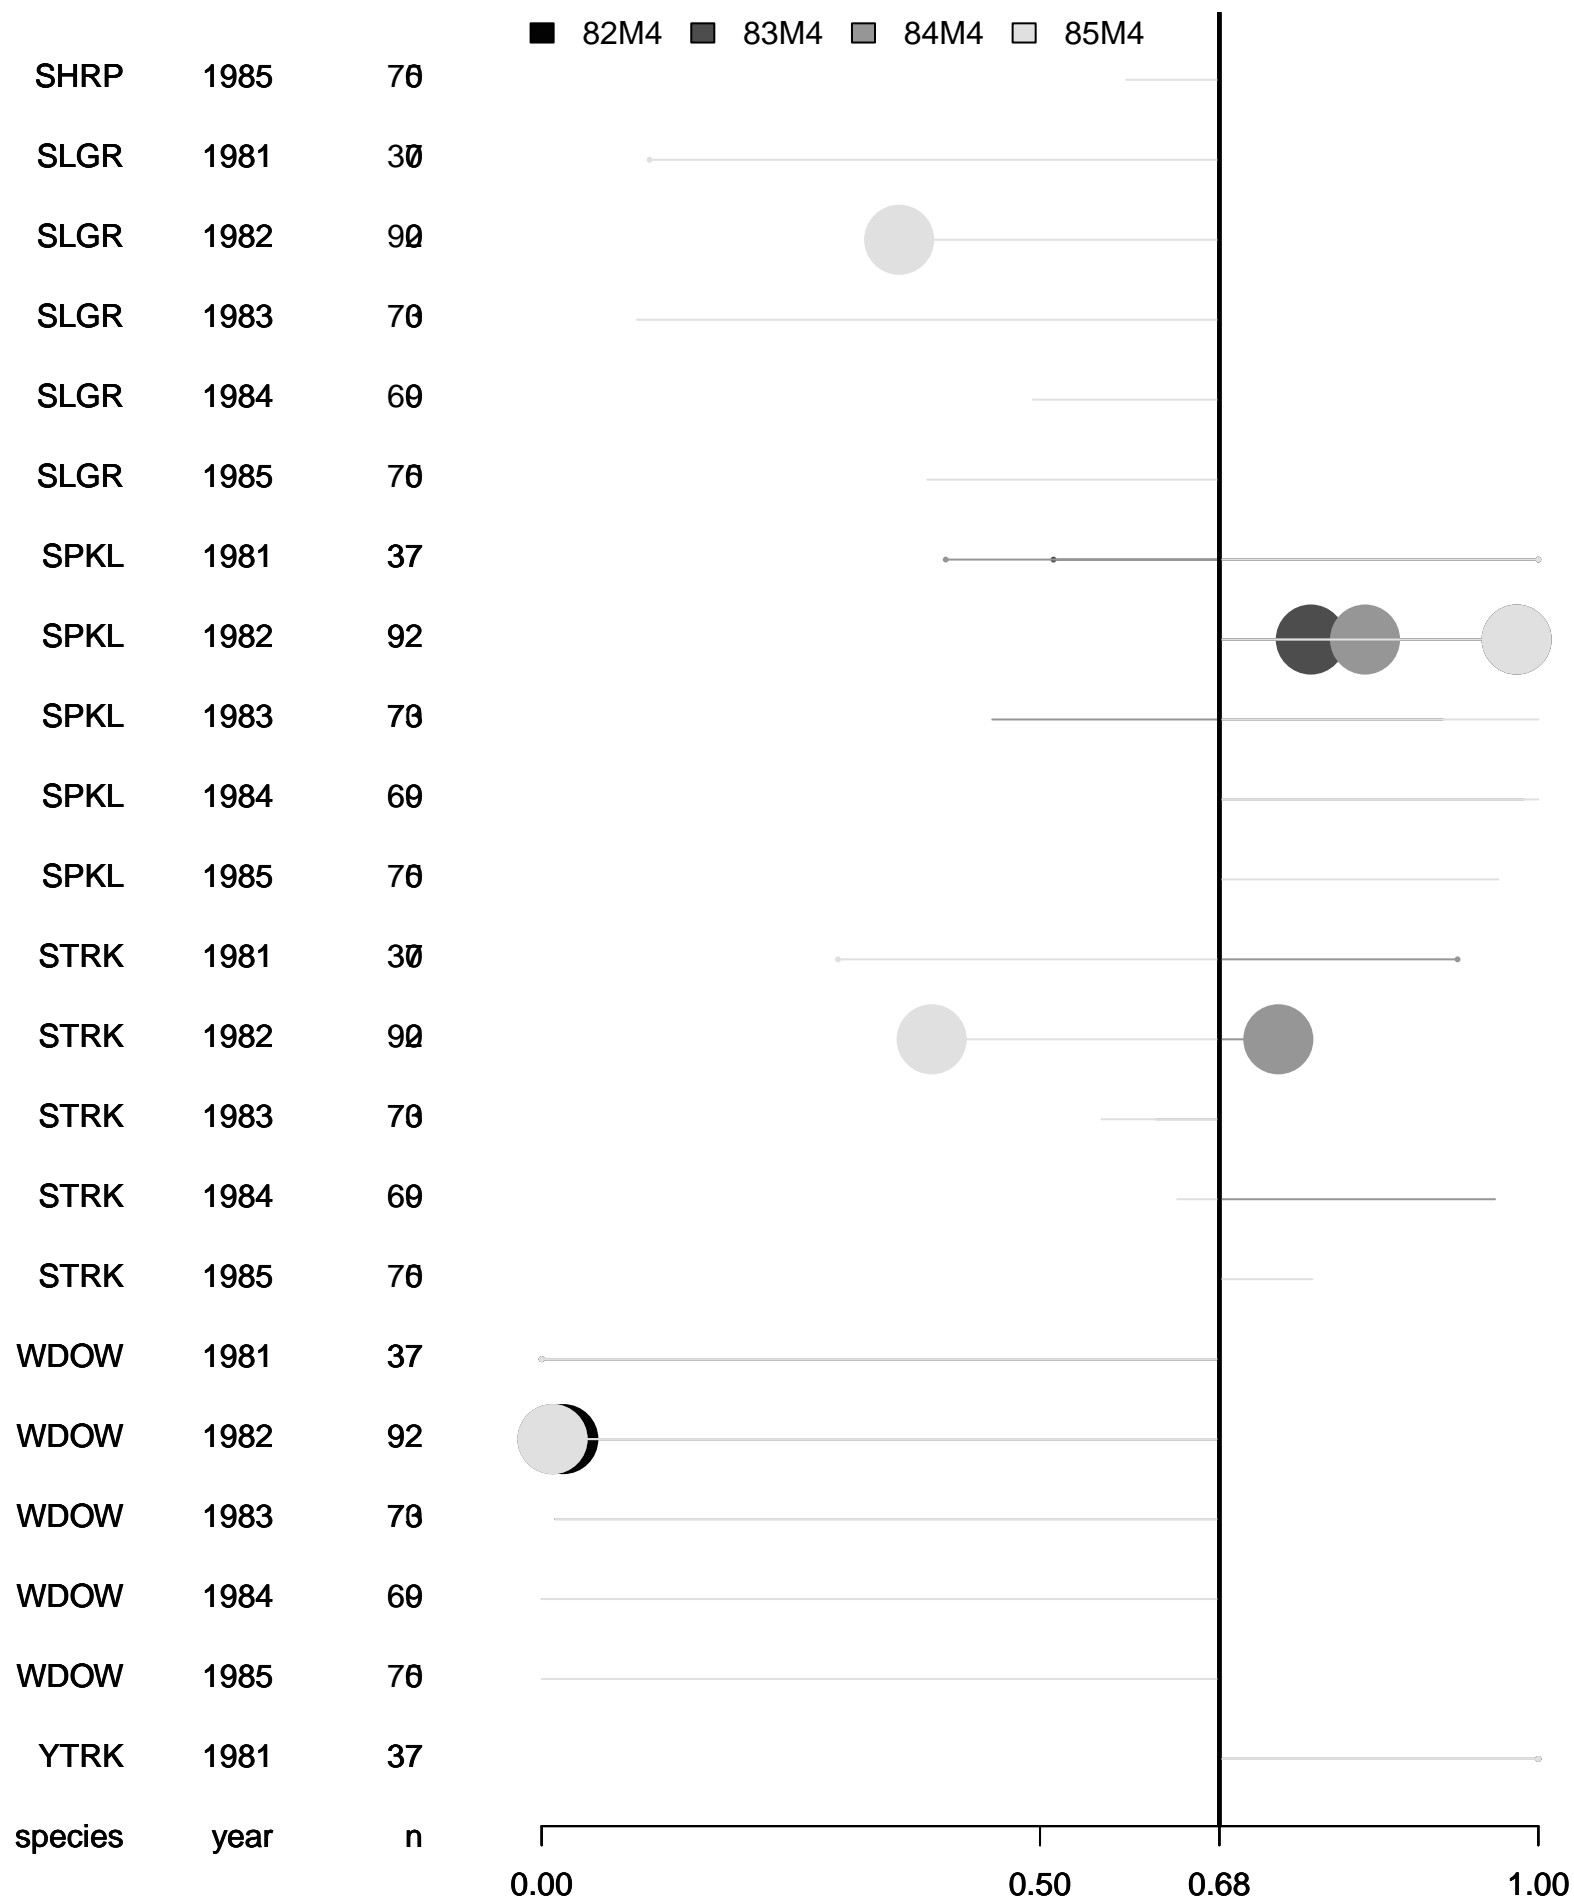 82M4 83M4 84M4 85M4
SHRP 1985
SLGR 1981
SLGR 1982
SLGR 1983
SLGR 1984
SLGR 1985
SPKL 1981 37
SPKL 1982 92
SPKL 1983
SPKL 1984
SPKL 1985
STRK 1981
STRK 1982
STRK 1983
STRK 1984
STRK 1985
WDOW 1981 37
WDOW 1982 92
WDOW 1983
WDOW 1984
WDOW 1985
YTRK 1981 37
species year n
0.00 0.50 0.68 1.00